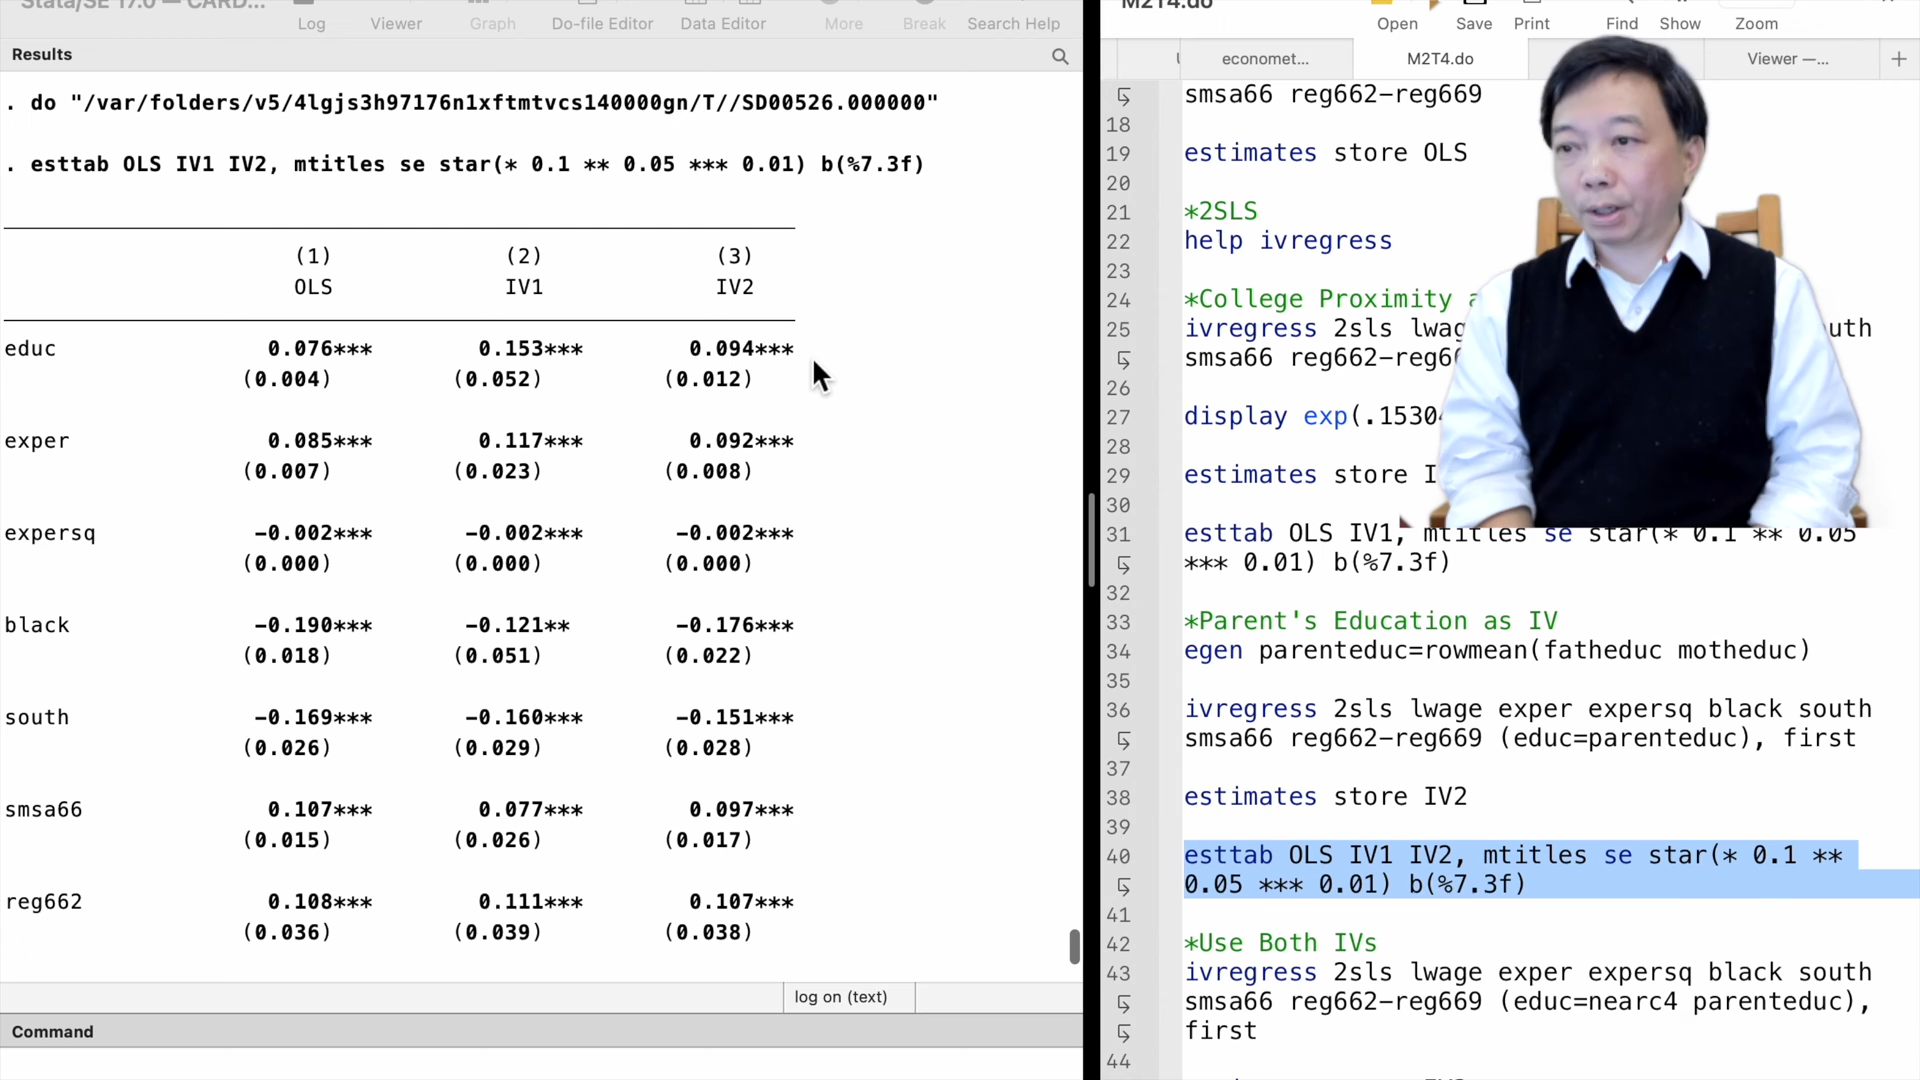 Stata/SE 17.0 — CARD...
Log Viewer Graph Do-file Editor Data Editor More Break Search Help
Results
. do "/var/folders/v5/4lgjs3h97176n1xftmtvcs140000gn/T//SD00526.000000"
. esttab OLS IV1 IV2, mtitles se star(* 0.1 ** 0.05 *** 0.01) b(%7.3f)
(1) (2) (3)
OLS IV1 IV2
educ 0.076*** 0.153*** 0.094***
(0.004) (0.052) (0.012)
exper 0.085*** 0.117*** 0.092***
(0.007) (0.023) (0.008)
expersq -0.002*** -0.002*** -0.002***
(0.000) (0.000) (0.000)
black -0.190*** -0.121** -0.176***
(0.018) (0.051) (0.022)
south -0.169*** -0.160*** -0.151***
(0.026) (0.029) (0.028)
smsa66 0.107*** 0.077*** 0.097***
(0.015) (0.026) (0.017)
reg662 0.108*** 0.111*** 0.107***
(0.036) (0.039) (0.038)
log on (text)
Command
M2T4.do
Open Save Print Find Show Zoom
economet... M2T4.do Viewer —... +
smsa66 reg662-reg669
18
19 estimates store OLS
20
21 *2SLS
22 help ivregress
23
24 *College Proximity
25 ivregress 2sls lwage
smsa66
26
27 display exp(
28
29 estimates store
30
31 esttab OLS IV1, mtitles se star(* 0.1 ** 0.05
*** 0.01) b(%7.3f)
32
33 *Parent's Education as IV
34 egen parenteduc=rowmean(fatheduc motheduc)
35
36 ivregress 2sls lwage exper expersq black south
smsa66 reg662-reg669 (educ=parenteduc), first
37
38 estimates store IV2
39
40 esttab OLS IV1 IV2, mtitles se star(* 0.1 **
0.05 *** 0.01) b(%7.3f)
41
42 *Use Both IVs
43 ivregress 2sls lwage exper expersq black south
smsa66 reg662-reg669 (educ=nearc4 parenteduc),
first
44